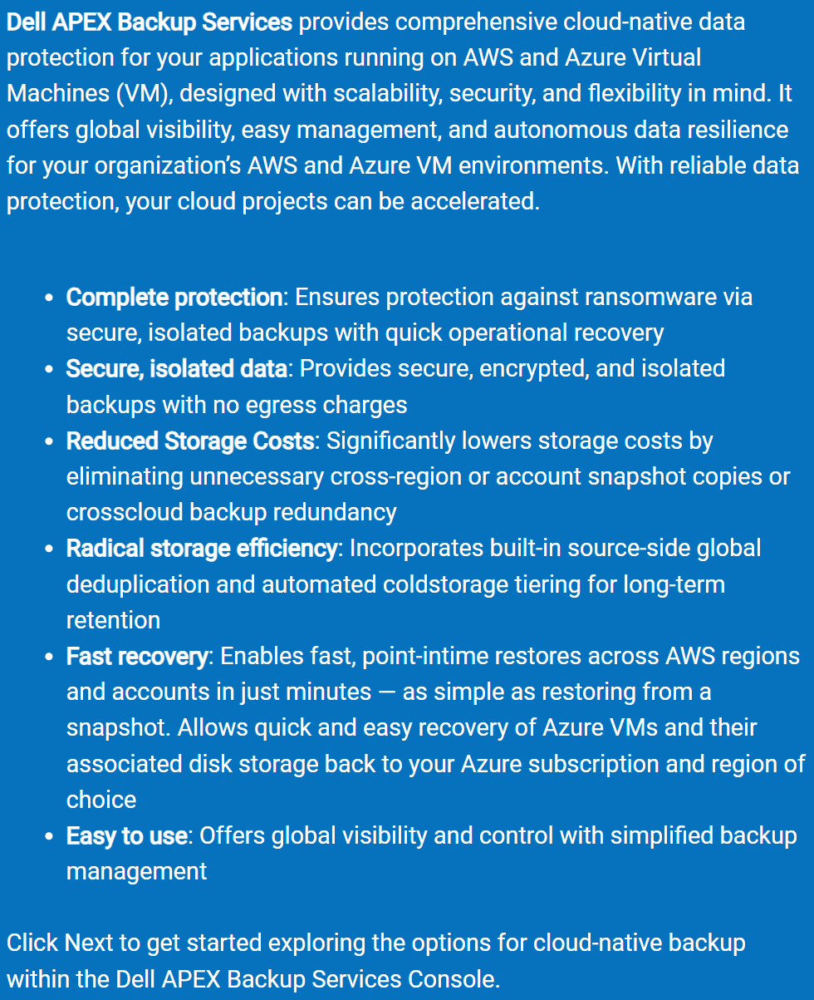 Dell APEX Backup Services provides comprehensive cloud-native data
protection for your applications running on AWS and Azure Virtual
Machines (VM), designed with scalability, security, and flexibility in mind. It
offers global visibility, easy management, and autonomous data resilience
for your organization’s AWS and Azure VM environments. With reliable data
protection, your cloud projects can be accelerated.
• Complete protection: Ensures protection against ransomware via
secure, isolated backups with quick operational recovery
• Secure, isolated data: Provides secure, encrypted, and isolated
backups with no egress charges
• Reduced Storage Costs: Significantly lowers storage costs by
eliminating unnecessary cross-region or account snapshot copies or
crosscloud backup redundancy
• Radical storage efficiency: Incorporates built-in source-side global
deduplication and automated coldstorage tiering for long-term
retention
• Fast recovery: Enables fast, point-intime restores across AWS regions
and accounts in just minutes — as simple as restoring from a
snapshot. Allows quick and easy recovery of Azure VMs and their
associated disk storage back to your Azure subscription and region of
choice
• Easy to use: Offers global visibility and control with simplified backup
management
Click Next to get started exploring the options for cloud-native backup
within the Dell APEX Backup Services Console.